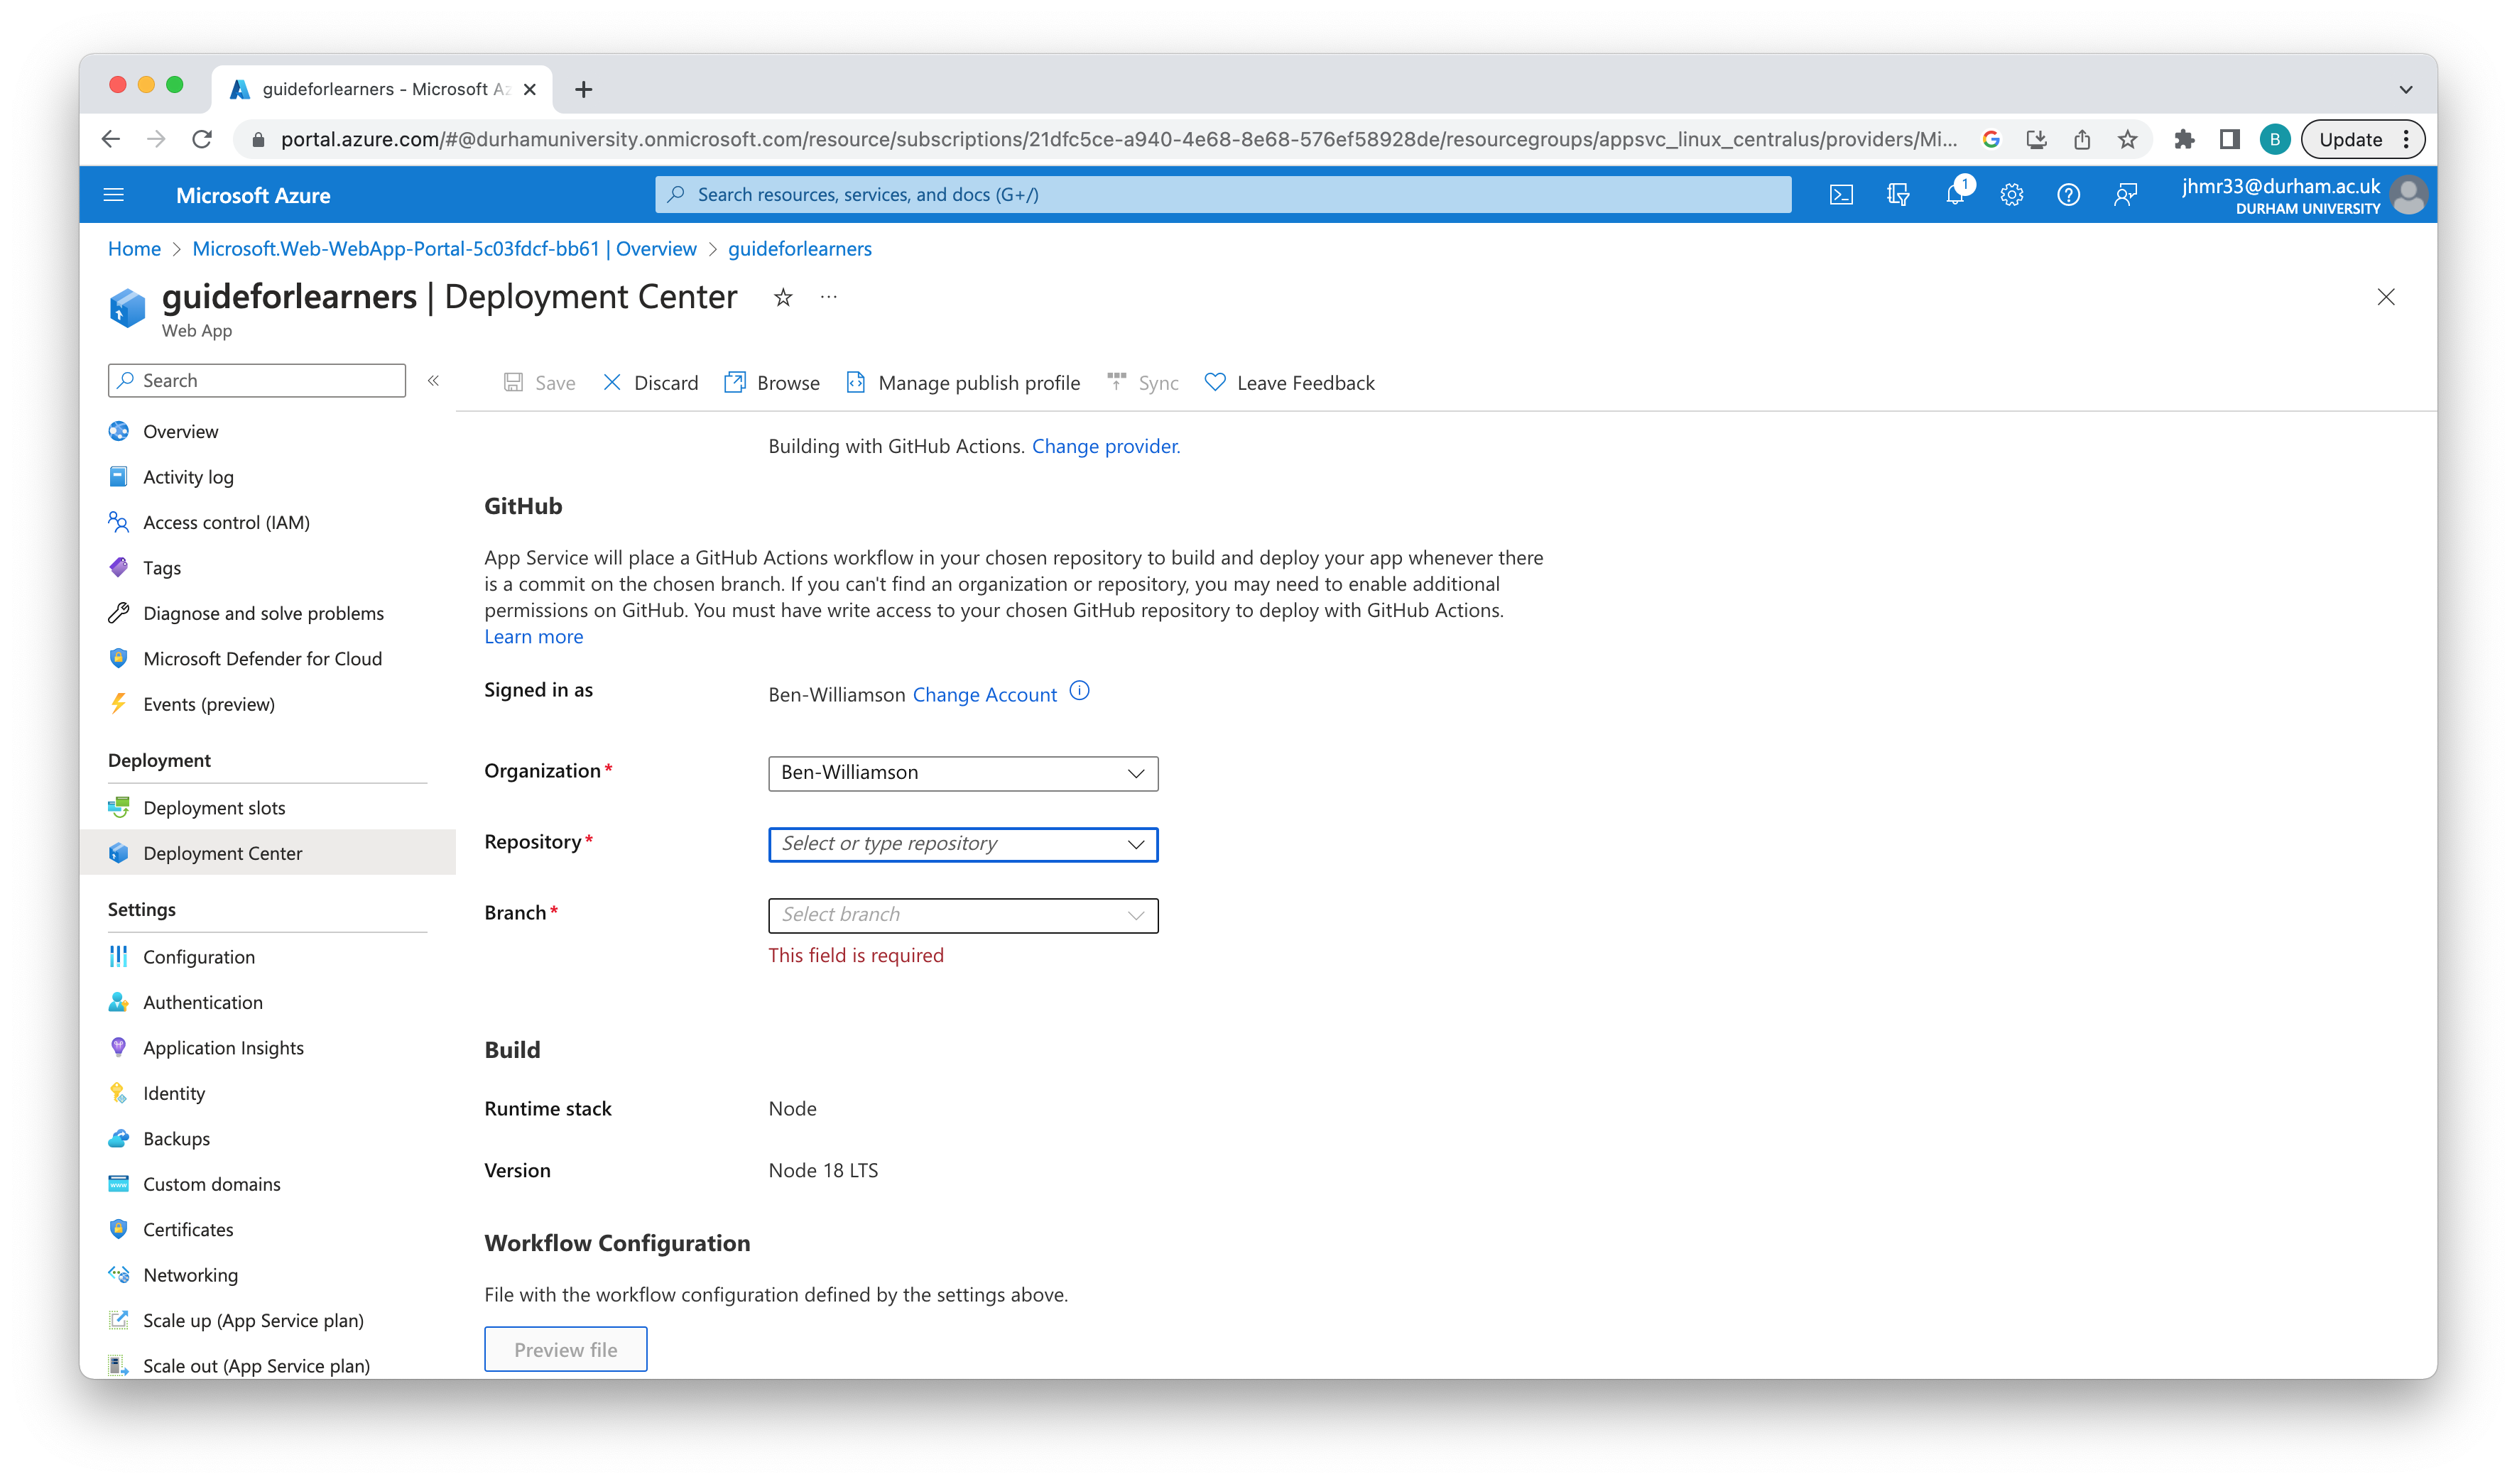 guideforlearners - Microsoft Az
portal.azure.com/#@durhamuniversity.onmicrosoft.com/resource/subscriptions/21dfc5ce-a940-4e68-8e68-576ef58928de/resourcegroups/appsvc_linux_centralus/providers/Mi...
B
Update
Microsoft Azure
Search resources, services, and docs (G+/)
1
jhmr33@durham.ac.uk
DURHAM UNIVERSITY
Home > Microsoft.Web-WebApp-Portal-5c03fdcf-bb61 | Overview > guideforlearners
guideforlearners | Deployment Center
Web App
Search
Save
Discard
Browse
Manage publish profile
Sync
Leave Feedback
Overview
Activity log
Access control (IAM)
Tags
Diagnose and solve problems
Microsoft Defender for Cloud
Events (preview)
Deployment
Deployment slots
Deployment Center
Settings
Configuration
Authentication
Application Insights
Identity
Backups
Custom domains
Certificates
Networking
Scale up (App Service plan)
Scale out (App Service plan)
Building with GitHub Actions. Change provider.
GitHub
App Service will place a GitHub Actions workflow in your chosen repository to build and deploy your app whenever there
is a commit on the chosen branch. If you can't find an organization or repository, you may need to enable additional
permissions on GitHub. You must have write access to your chosen GitHub repository to deploy with GitHub Actions.
Learn more
Signed in as
Ben-Williamson Change Account
Organization*
Ben-Williamson
Repository*
Select or type repository
Branch*
Select branch
This field is required
Build
Runtime stack
Node
Version
Node 18 LTS
Workflow Configuration
File with the workflow configuration defined by the settings above.
Preview file